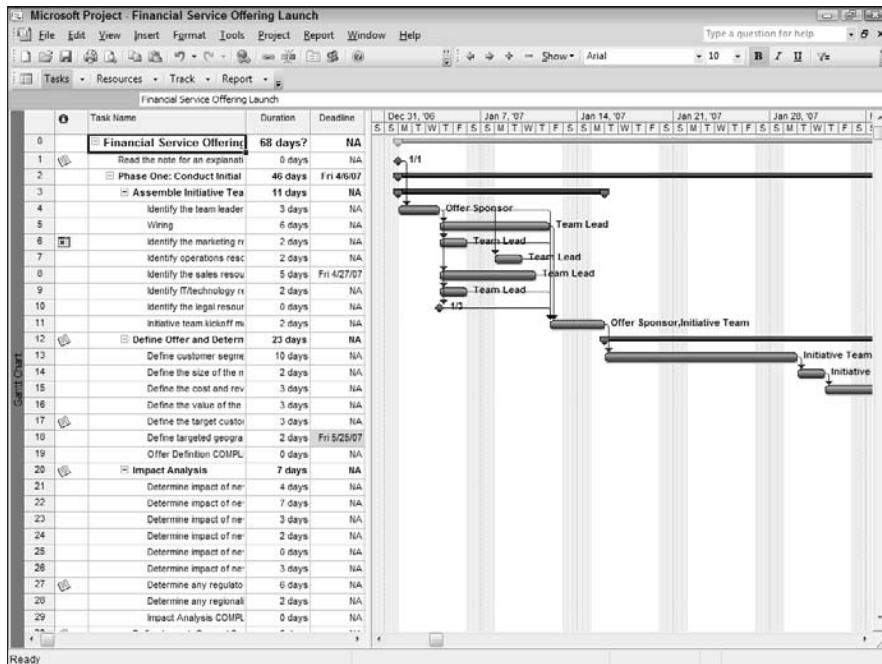 Microsoft Project - Financial Service Offering Launch
File Edit View Insert Format Tools Project Report Window Help Type a question for help
Show Arial 10 B I U
Tasks Resources Track Report
Financial Service Offering Launch
Task Name Duration Deadline Dec 31, '06 Jan 7, '07 Jan 14, '07 Jan 21, '07 Jan 28, '07
S S M T W T F S S M T W T F S S M T W T F S S M T W T F S S M T W T F S S
0 Financial Service Offering 68 days? NA
1 Read the note for an explanati 0 days NA 1/1
2 Phase One: Conduct Initial 46 days Fri 4/6/07
3 Assemble Initiative Tea 11 days NA
4 Identify the team leader 3 days NA Offer Sponsor
5 Wiring 6 days NA Team Lead
6 Identify the marketing re 2 days NA Team Lead
7 Identify operations resc 2 days NA Team Lead
8 Identify the sales resou 5 days Fri 4/27/07 Team Lead
9 Identify IT/technology re 2 days NA Team Lead
10 Identify the legal resour 0 days NA 1/3
11 Initiative team kickoff me 2 days NA Offer Sponsor,Initiative Team
12 Define Offer and Determ 23 days NA
13 Define customer segme 10 days NA Initiative Team
14 Define the size of the m 2 days NA Initiative
15 Define the cost and rev 3 days NA
16 Define the value of the 3 days NA
17 Define the target custor 3 days NA
18 Define targeted geogra 2 days Fri 5/25/07
19 Offer Definition COMPL 0 days NA
20 Impact Analysis 7 days NA
21 Determine impact of ne 4 days NA
22 Determine impact of ne 7 days NA
23 Determine impact of ne 3 days NA
24 Determine impact of ne 2 days NA
25 Determine impact of ne 0 days NA
26 Determine impact of ne 3 days NA
27 Determine any regulato 6 days NA
28 Determine any regionali 2 days NA
29 Impact Analysis COMPL 0 days NA
Gantt Chart
Ready